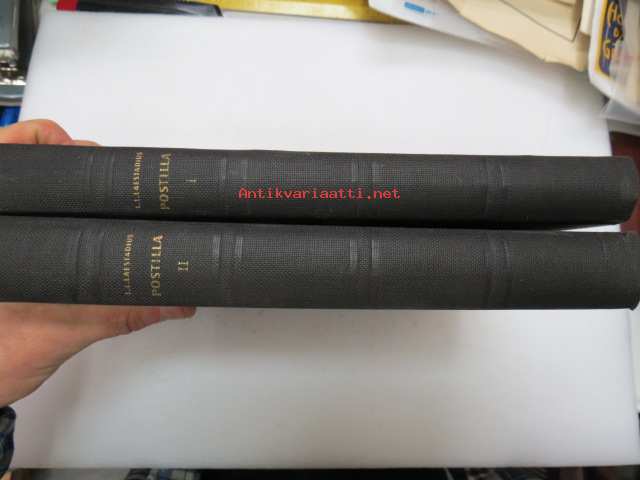 L.L.LAESTADIUS
POSTILLA
I
Antikvariaatti.net
L.L.LAESTADIUS
POSTILLA
II